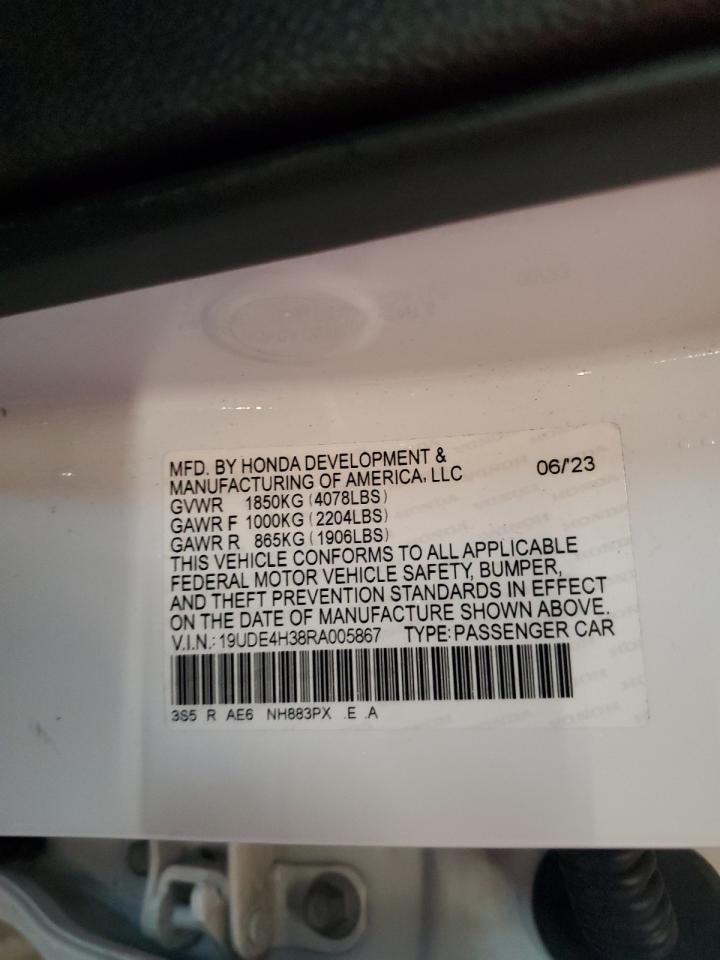 MFD. BY HONDA DEVELOPMENT &
MANUFACTURING OF AMERICA, LLC 06/'23
GVWR 1850KG (4078LBS)
GAWR F 1000KG (2204LBS)
GAWR R 865KG (1906LBS)
THIS VEHICLE CONFORMS TO ALL APPLICABLE
FEDERAL MOTOR VEHICLE SAFETY, BUMPER,
AND THEFT PREVENTION STANDARDS IN EFFECT
ON THE DATE OF MANUFACTURE SHOWN ABOVE.
V.I.N.: 19UDE4H38RA005867 TYPE: PASSENGER CAR
3S5 R AE6 NH883PX .E .A